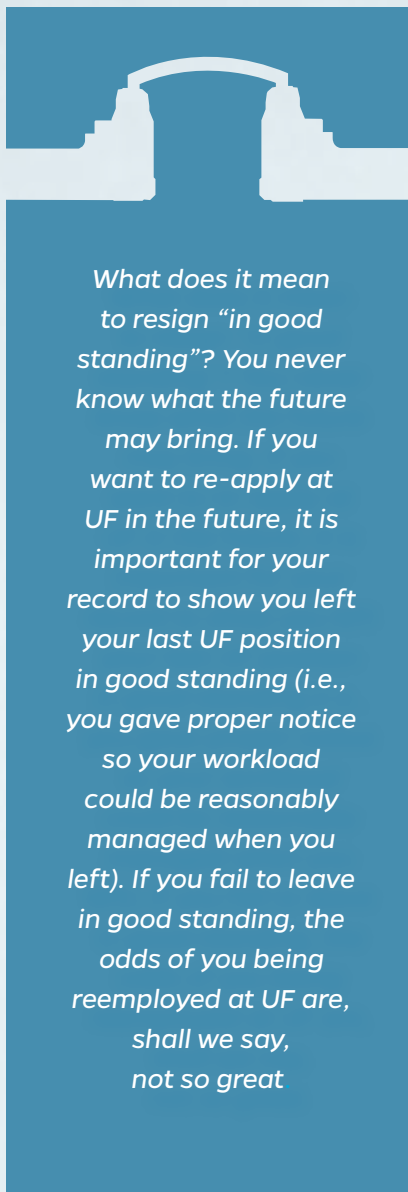 What does it mean
to resign “in good
standing”? You never
know what the future
may bring. If you
want to re-apply at
UF in the future, it is
important for your
record to show you left
your last UF position
in good standing (i.e.,
you gave proper notice
so your workload
could be reasonably
managed when you
left). If you fail to leave
in good standing, the
odds of you being
reemployed at UF are,
shall we say,
not so great